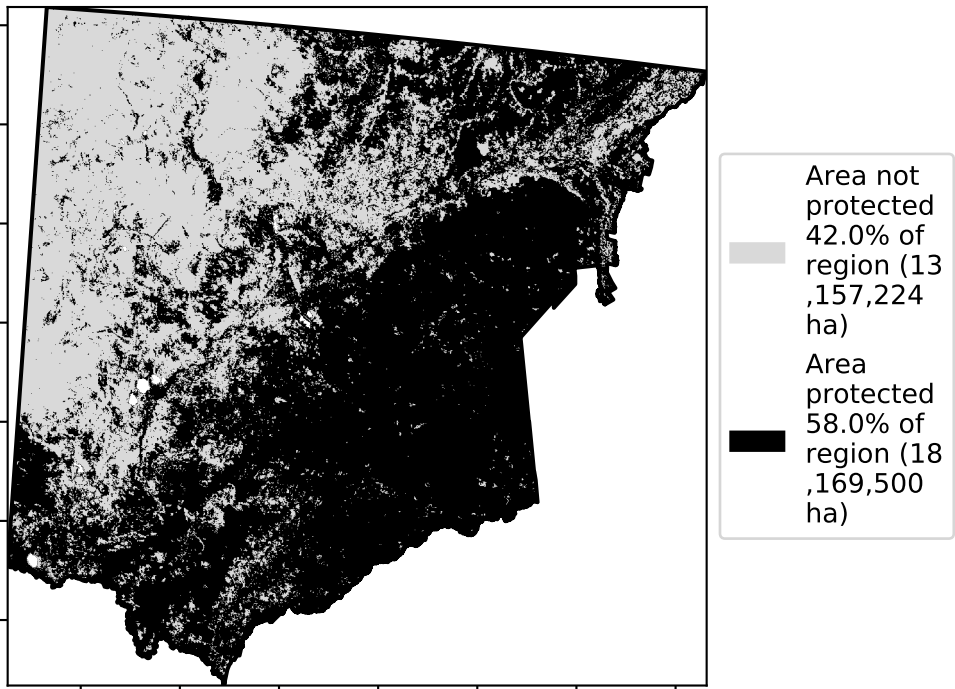 Area not
protected
42.0% of
region (13
,157,224
ha)
Area
protected
58.0% of
region (18
,169,500
ha)